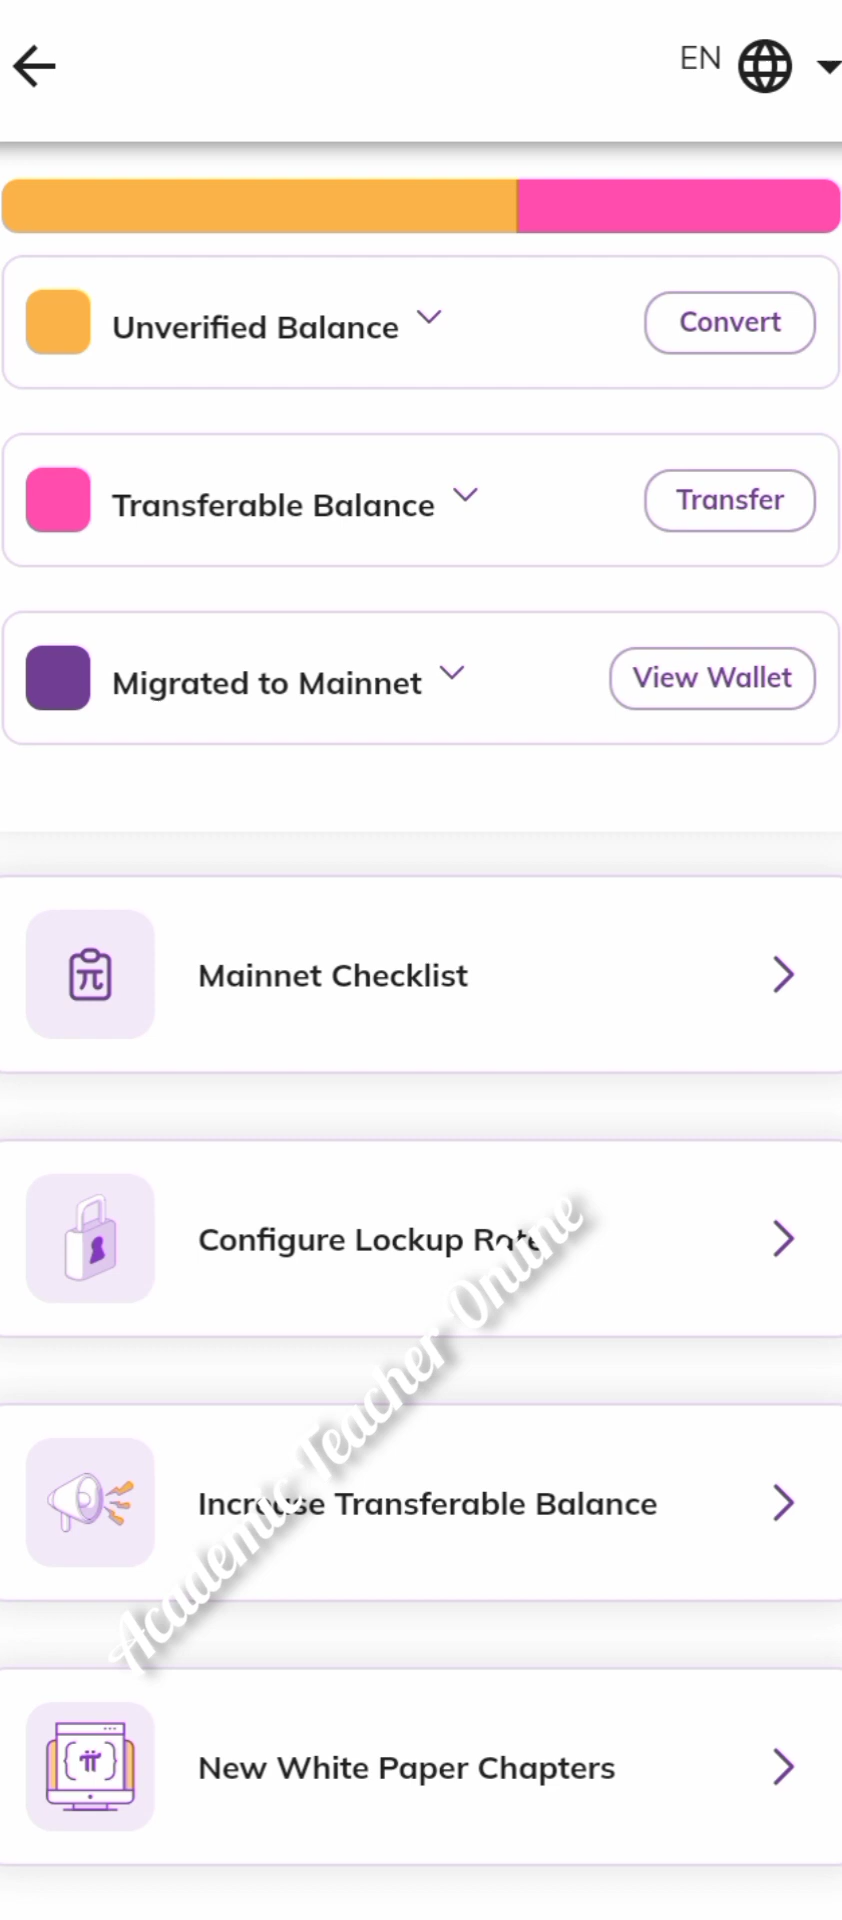 EN
Unverified Balance
Convert
Transferable Balance
Transfer
Migrated to Mainnet
View Wallet
Mainnet Checklist
Configure Lockup Rate
Increase Transferable Balance
Academic Teacher Online
New White Paper Chapters